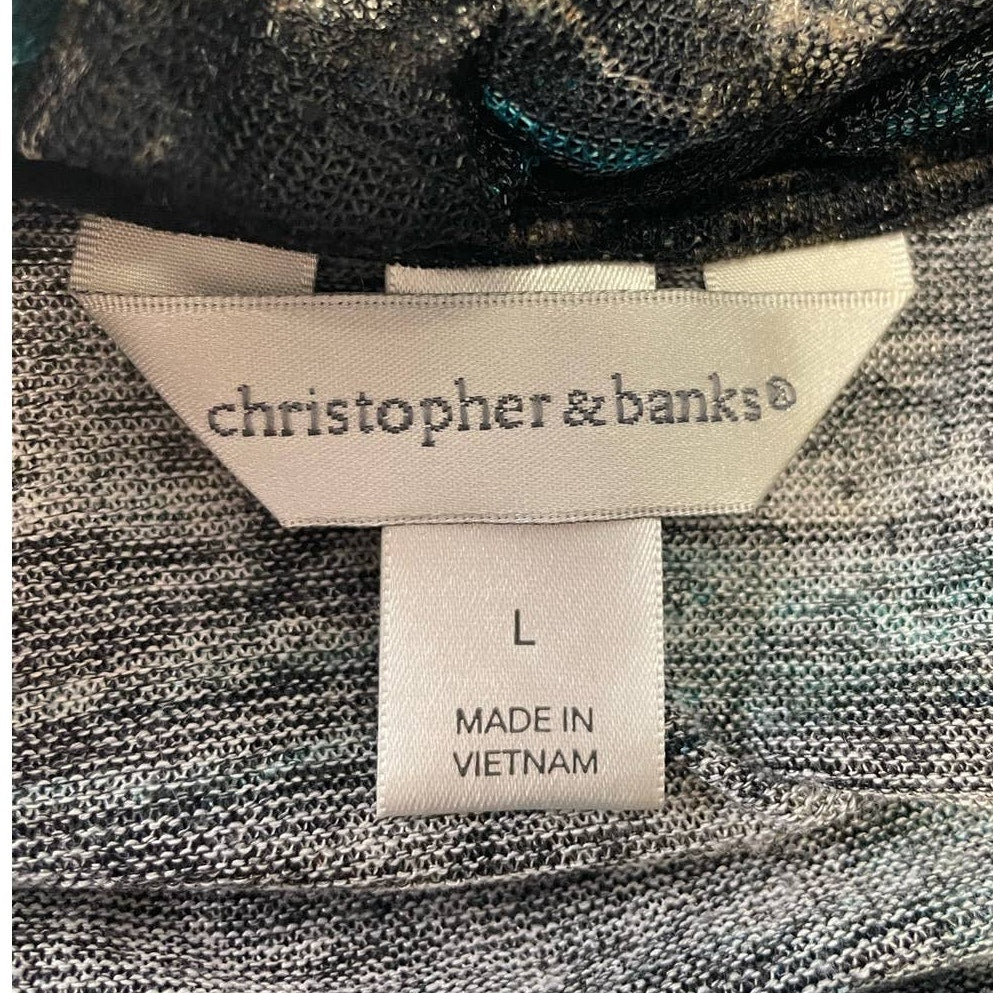 christopher & banks®
L
MADE IN
VIETNAM